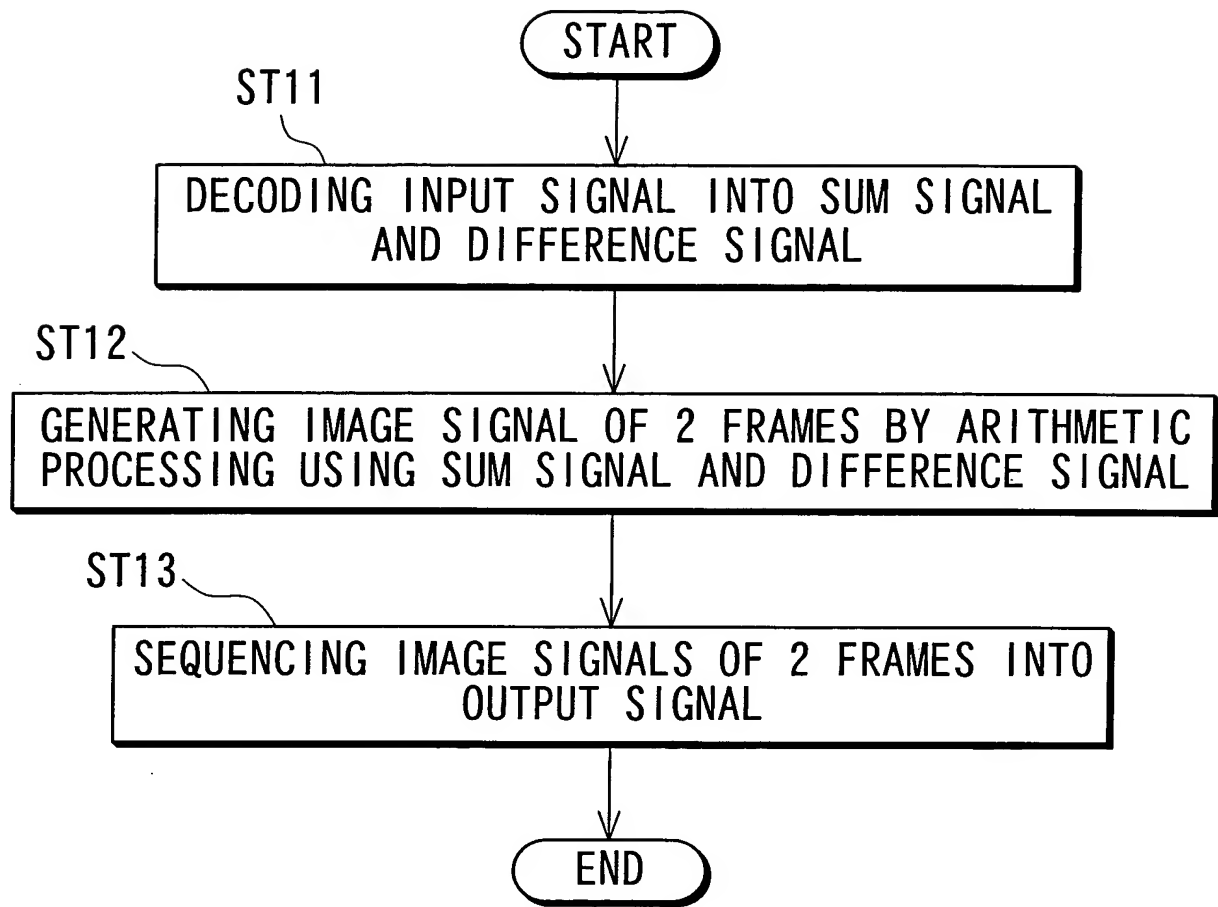 START
ST11
DECODING INPUT SIGNAL INTO SUM SIGNAL
AND DIFFERENCE SIGNAL
ST12
GENERATING IMAGE SIGNAL OF 2 FRAMES BY ARITHMETIC
PROCESSING USING SUM SIGNAL AND DIFFERENCE SIGNAL
ST13
SEQUENCING IMAGE SIGNALS OF 2 FRAMES INTO
OUTPUT SIGNAL
END